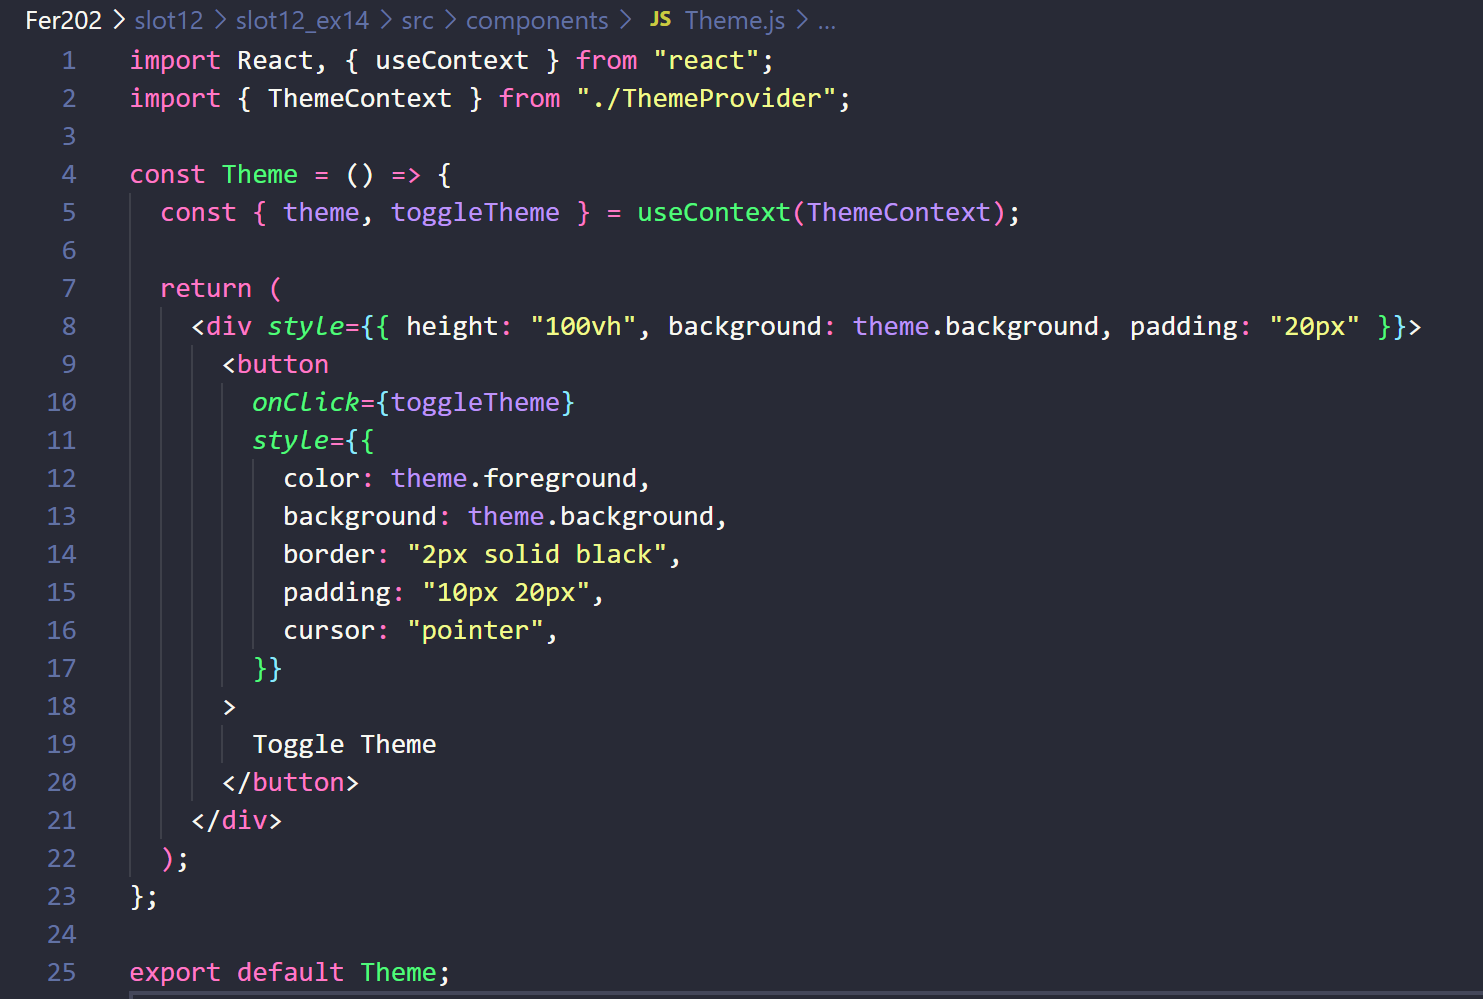 Fer202 > slot12 > slot12_ex14 > src > components > JS Theme.js > ...
1 import React, { useContext } from "react";
2 import { ThemeContext } from "./ThemeProvider";
3
4 const Theme = () => {
5   const { theme, toggleTheme } = useContext(ThemeContext);
6
7   return (
8     <div style={{ height: "100vh", background: theme.background, padding: "20px" }}>
9       <button
10         onClick={toggleTheme}
11         style={{
12           color: theme.foreground,
13           background: theme.background,
14           border: "2px solid black",
15           padding: "10px 20px",
16           cursor: "pointer",
17         }}
18       >
19         Toggle Theme
20       </button>
21     </div>
22   );
23 };
24
25 export default Theme;